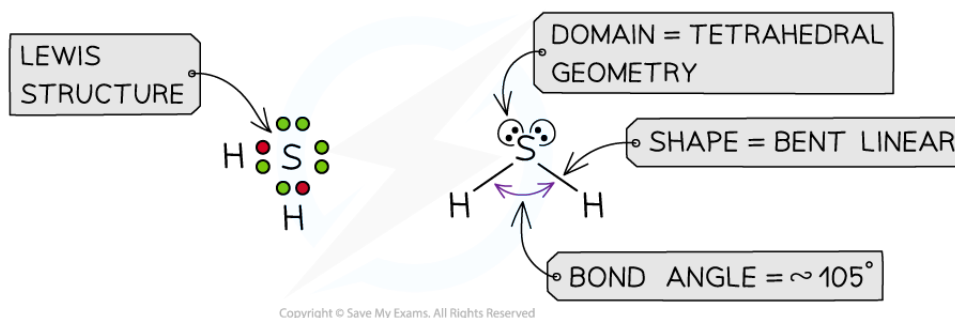 LEWIS
STRUCTURE
H S
H
DOMAIN = TETRAHEDRAL
GEOMETRY
S
H H
SHAPE = BENT LINEAR
BOND ANGLE = ~ 105°
Copyright © Save My Exams. All Rights Reserved